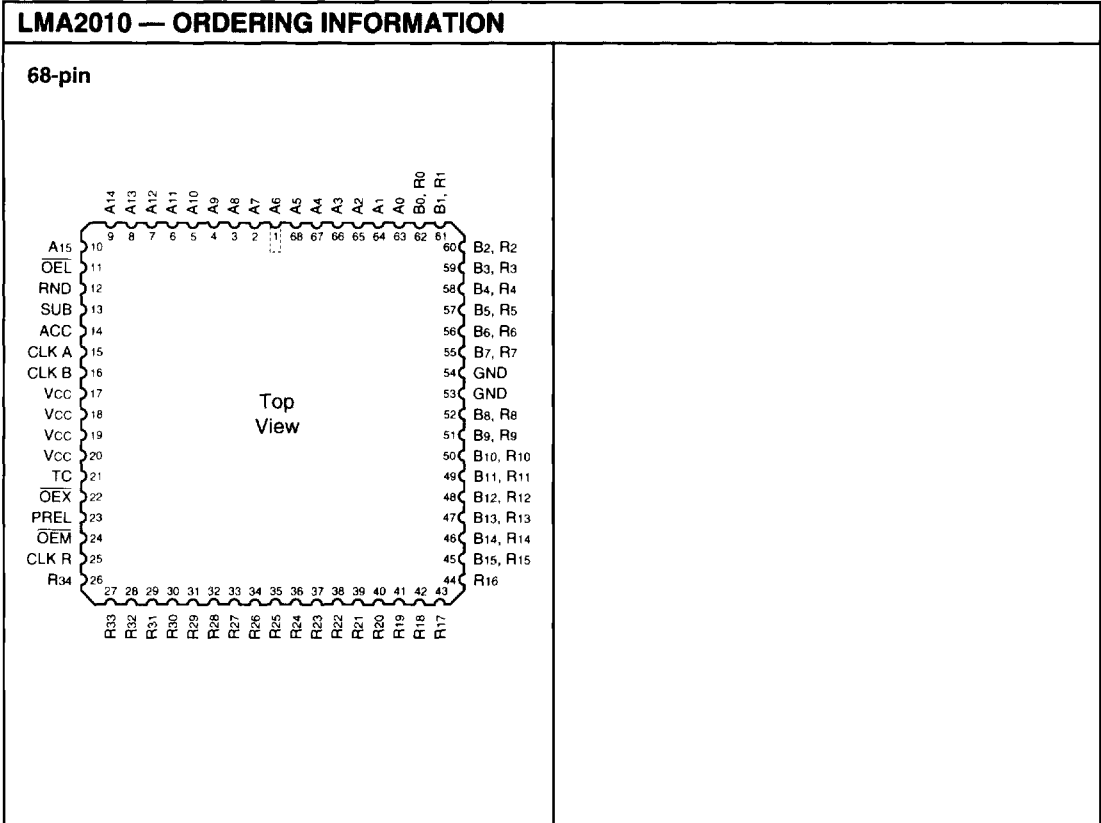 LMA2010 — ORDERING INFORMATION
68-pin
A14 A13 A12 A11 A10 A9 A8 A7 A6 A5 A4 A3 A2 A1 A0 B0, R0 B1, R1
9 8 7 6 5 4 3 2 1 68 67 66 65 64 63 62 61
A15 10 60 B2, R2
OEL 11 59 B3, R3
RND 12 58 B4, R4
SUB 13 57 B5, R5
ACC 14 56 B6, R6
CLK A 15 55 B7, R7
CLK B 16 54 GND
VCC 17 53 GND
VCC 18 52 B8, R8
VCC 19 51 B9, R9
VCC 20 50 B10, R10
TC 21 49 B11, R11
OEX 22 48 B12, R12
PREL 23 47 B13, R13
OEM 24 46 B14, R14
CLK R 25 45 B15, R15
R34 26 44 R16
Top
View
27 28 29 30 31 32 33 34 35 36 37 38 39 40 41 42 43
R33 R32 R31 R30 R29 R28 R27 R26 R25 R24 R23 R22 R21 R20 R19 R18 R17